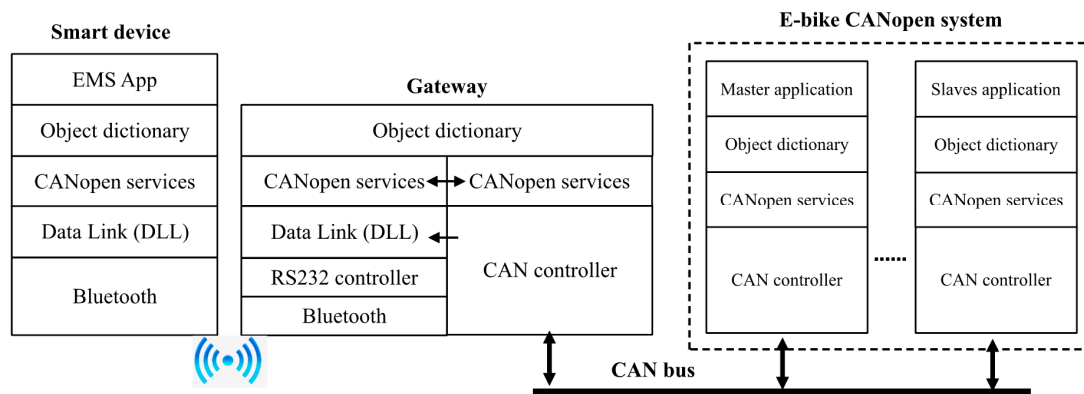 Smart device
EMS App
Object dictionary
CANopen services
Data Link (DLL)
Bluetooth
Gateway
Object dictionary
CANopen services
CANopen services
Data Link (DLL)
RS232 controller
Bluetooth
CAN controller
E-bike CANopen system
Master application
Object dictionary
CANopen services
CAN controller
......
Slaves application
Object dictionary
CANopen services
CAN controller
CAN bus